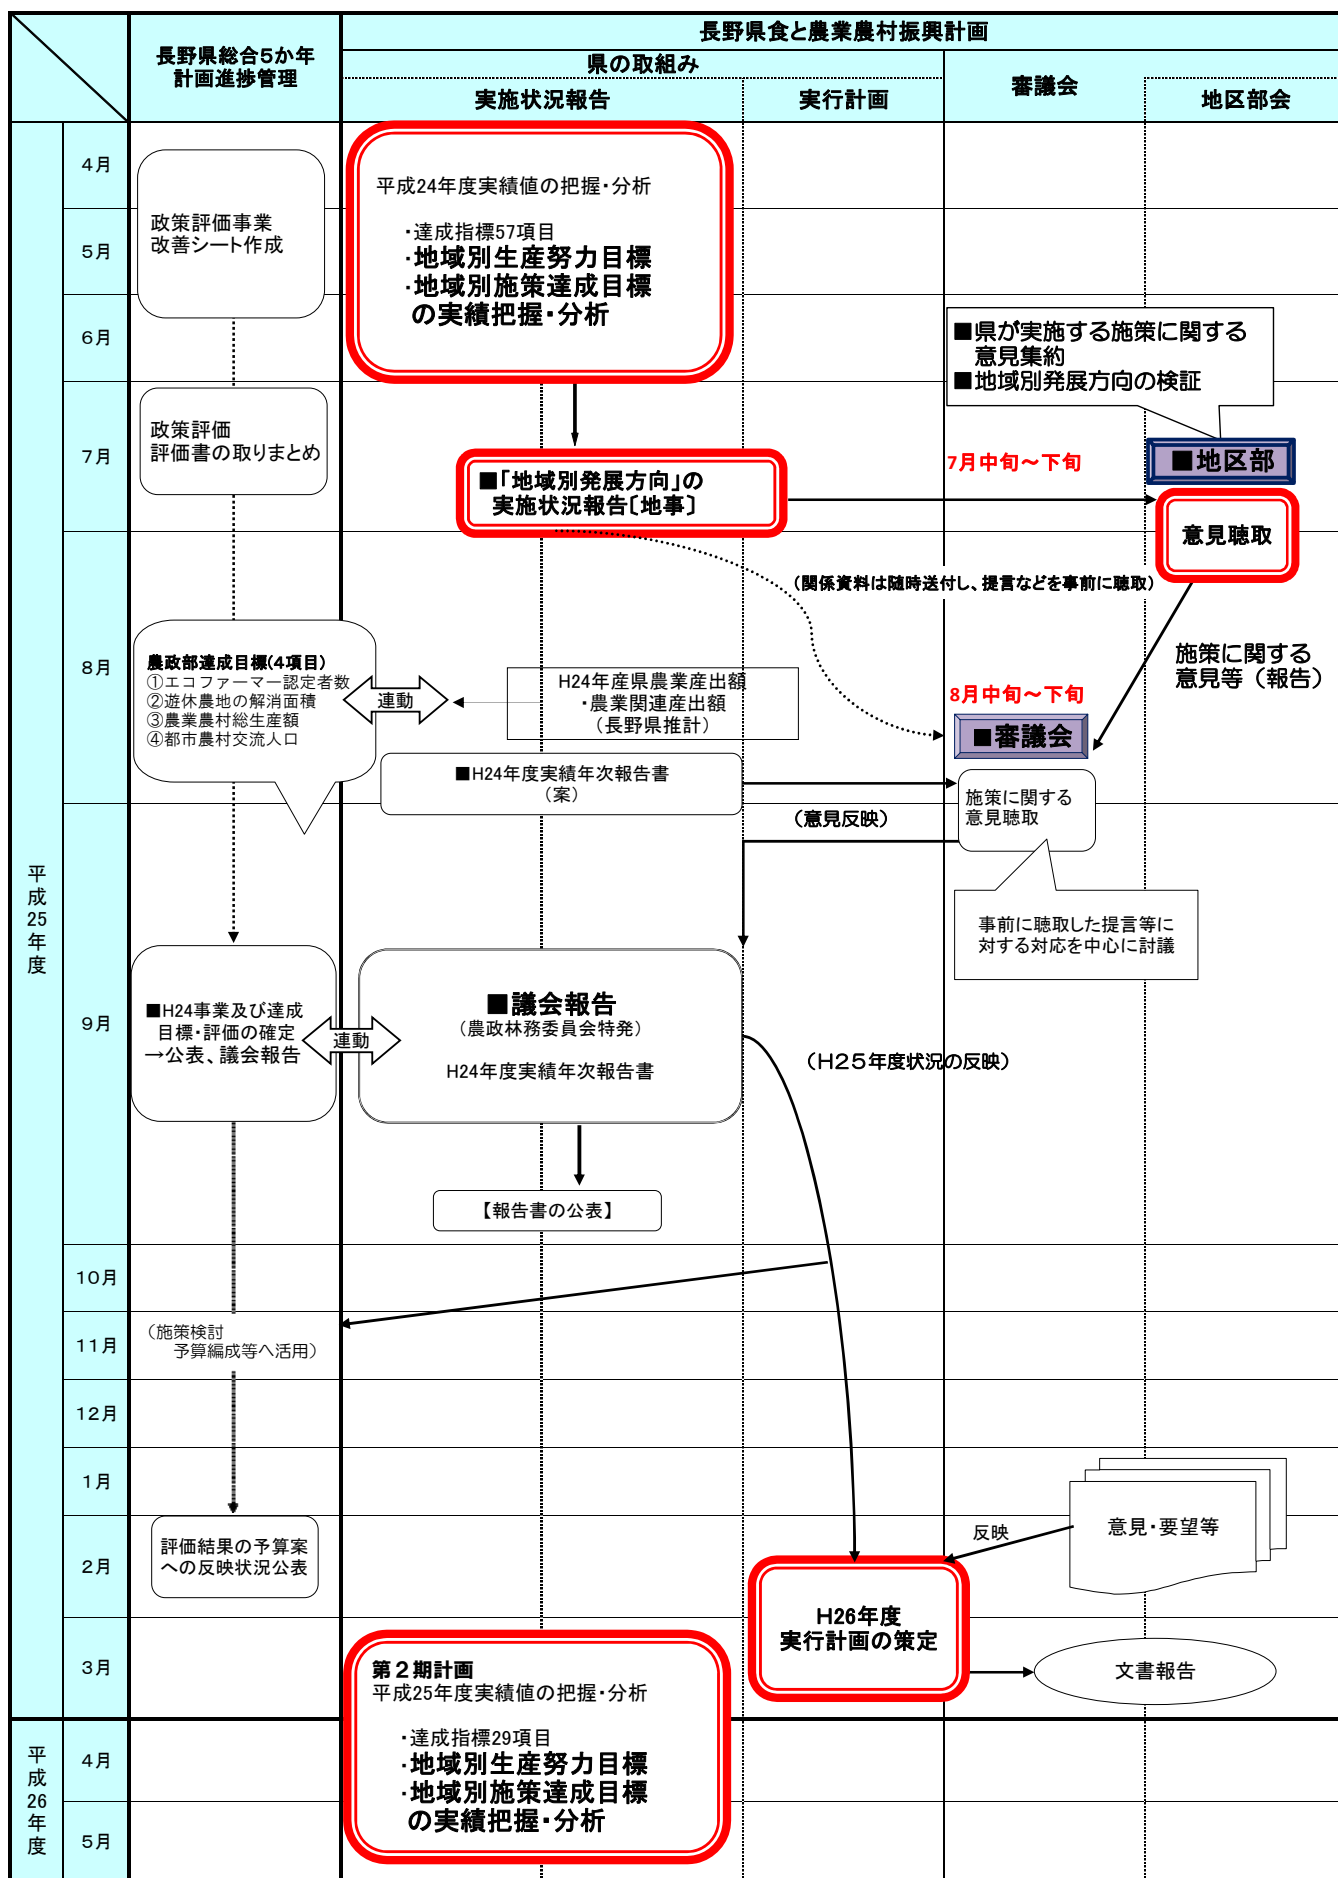 長野県総合5か年
計画進捗管理
長野県食と農業農村振興計画
県の取組み
審議会
実施状況報告
実行計画
地区部会
平成25年度
4月
5月
6月
7月
8月
9月
10月
11月
12月
1月
2月
3月
平成26年度
4月
5月
政策評価事業
改善シート作成
平成24年度実績値の把握・分析
・達成指標57項目
・地域別生産努力目標
・地域別施策達成目標
の実績把握・分析
■県が実施する施策に関する
意見集約
■地域別発展方向の検証
政策評価
評価書の取りまとめ
■「地域別発展方向」の
実施状況報告〔地事〕
7月中旬～下旬
■地区部
意見聴取
(関係資料は随時送付し、提言などを事前に聴取)
農政部達成目標(4項目)
①エコファーマー認定者数
②遊休農地の解消面積
③農業農村総生産額
④都市農村交流人口
連動
H24年産県農業産出額
・農業関連産出額
(長野県推計)
8月中旬～下旬
■審議会
施策に関する
意見等（報告）
■H24年度実績年次報告書
(案)
施策に関する
意見聴取
(意見反映)
事前に聴取した提言等に
対する対応を中心に討議
■H24事業及び達成
目標・評価の確定
→公表、議会報告
連動
■議会報告
(農政林務委員会特発)
H24年度実績年次報告書
(H25年度状況の反映)
【報告書の公表】
(施策検討
予算編成等へ活用)
評価結果の予算案
への反映状況公表
反映
意見・要望等
H26年度
実行計画の策定
文書報告
第２期計画
平成25年度実績値の把握・分析
・達成指標29項目
・地域別生産努力目標
・地域別施策達成目標
の実績把握・分析